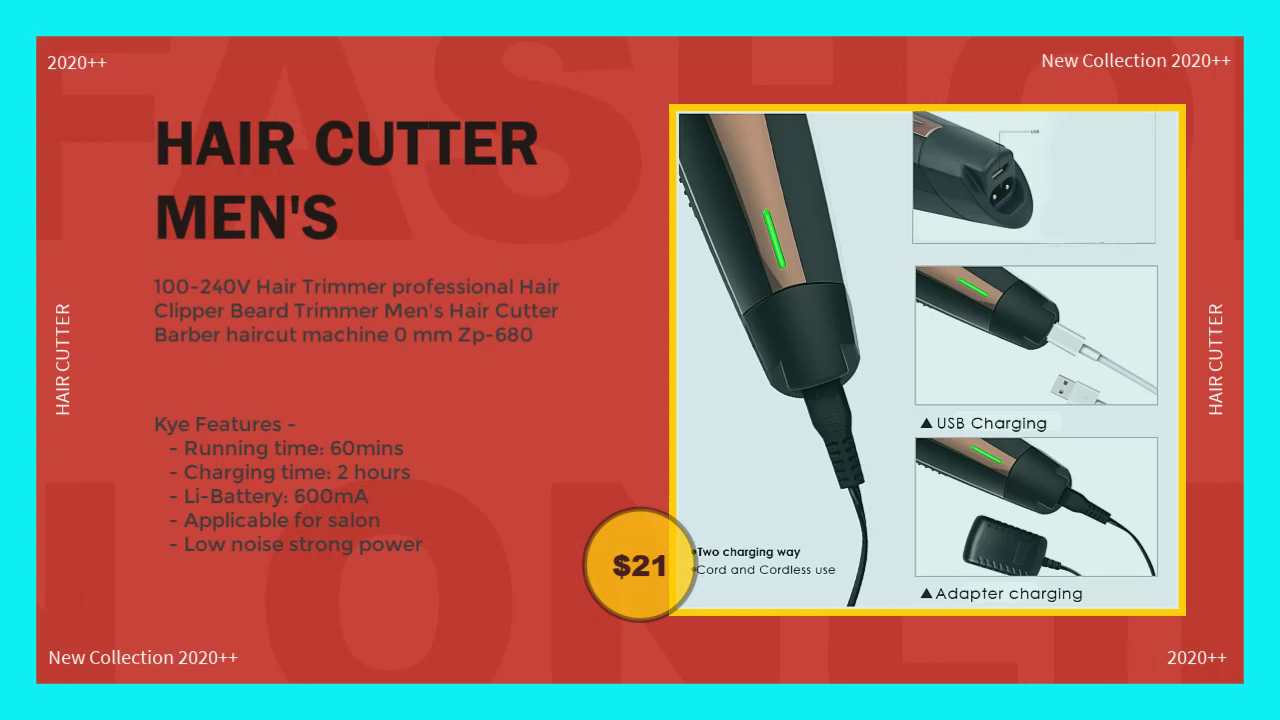 2020++
New Collection 2020++
HAIR CUTTER
MEN'S
100-240V Hair Trimmer professional Hair
Clipper Beard Trimmer Men's Hair Cutter
Barber haircut machine 0 mm Zp-680
HAIR CUTTER
Kye Features -
- Running time: 60mins
- Charging time: 2 hours
- Li-Battery: 600mA
- Applicable for salon
- Low noise strong power
$21
•Two charging way
•Cord and Cordless use
USB
▲USB Charging
▲Adapter charging
HAIR CUTTER
New Collection 2020++
2020++
FASHO
N ONLI